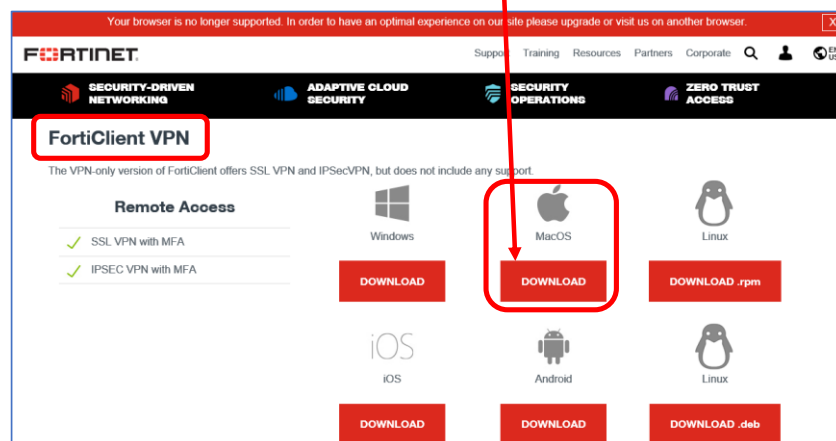 Your browser is no longer supported. In order to have an optimal experience on our site please upgrade or visit us on another browser.
X
FORTINET
Support Training Resources Partners Corporate
SECURITY-DRIVEN
NETWORKING
ADAPTIVE CLOUD
SECURITY
SECURITY
OPERATIONS
ZERO TRUST
ACCESS
FortiClient VPN
The VPN-only version of FortiClient offers SSL VPN and IPSecVPN, but does not include any support.
Remote Access
SSL VPN with MFA
IPSEC VPN with MFA
Windows
MacOS
Linux
DOWNLOAD
DOWNLOAD
DOWNLOAD .rpm
iOS
iOS
Android
Linux
DOWNLOAD
DOWNLOAD
DOWNLOAD .deb